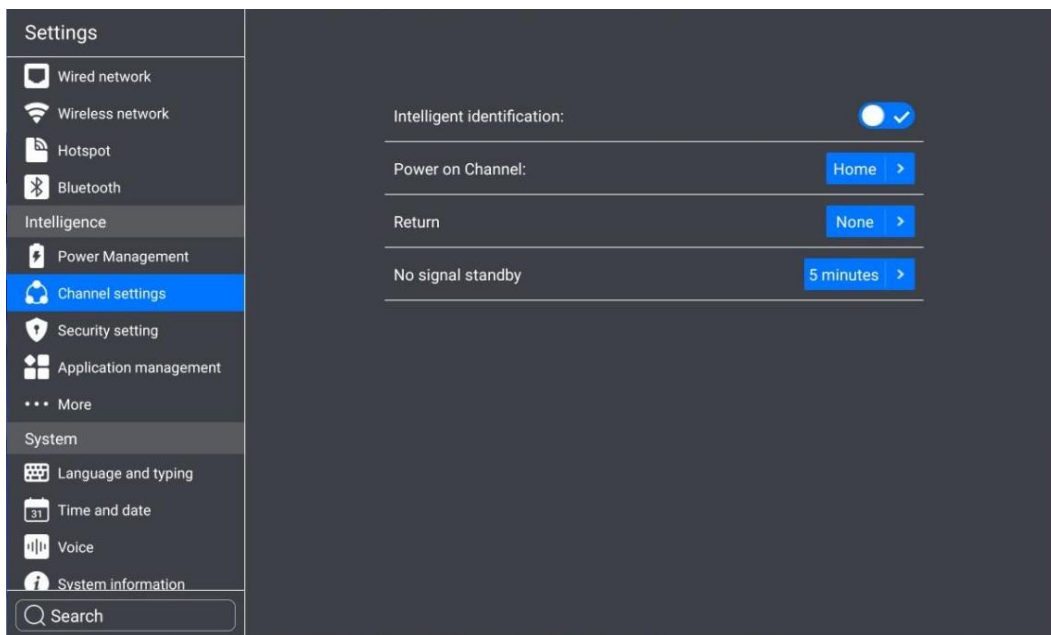 Settings
Wired network
Wireless network
Hotspot
Bluetooth
Intelligence
Power Management
Channel settings
Security setting
Application management
More
System
Language and typing
31 Time and date
Voice
System information
Search
Intelligent identification:
Power on Channel: Home
Return None
No signal standby 5 minutes